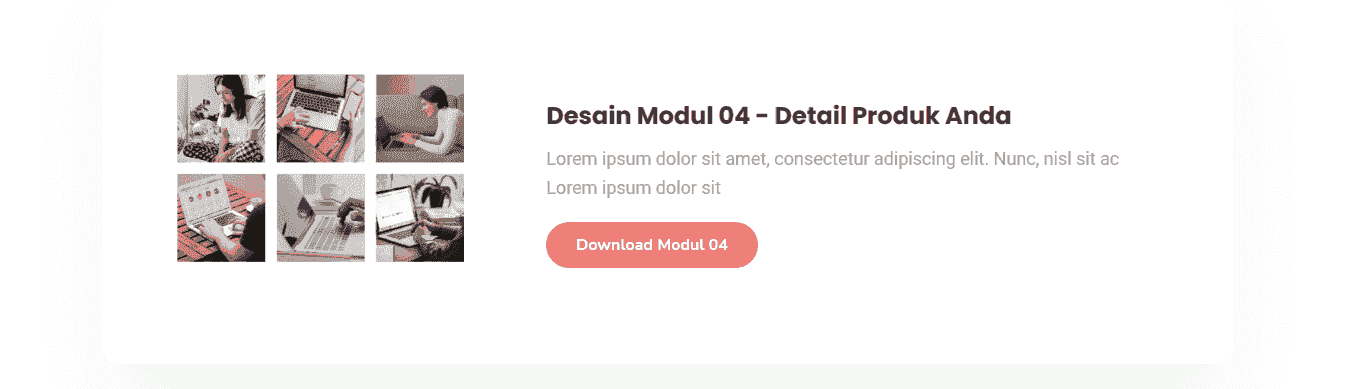 Desain Modul 04 - Detail Produk Anda
Lorem ipsum dolor sit amet, consectetur adipiscing elit. Nunc, nisl sit ac
Lorem ipsum dolor sit
Download Modul 04